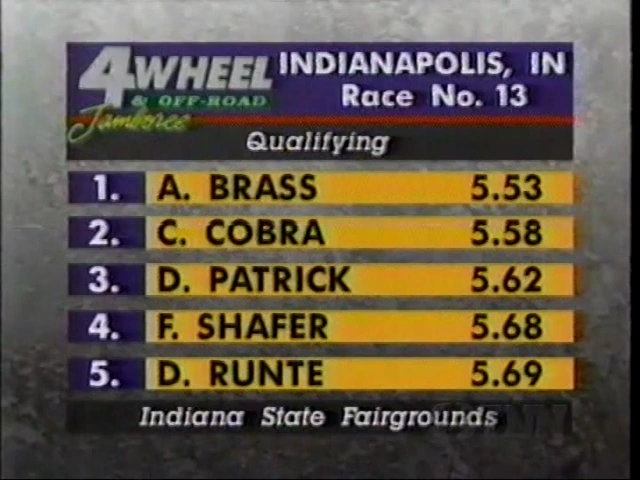 4WHEEL
& OFF-ROAD
Jamboree
INDIANAPOLIS, IN
Race No. 13
Qualifying
1. A. BRASS 5.53
2. C. COBRA 5.58
3. D. PATRICK 5.62
4. F. SHAFER 5.68
5. D. RUNTE 5.69
Indiana State Fairgrounds
TNN